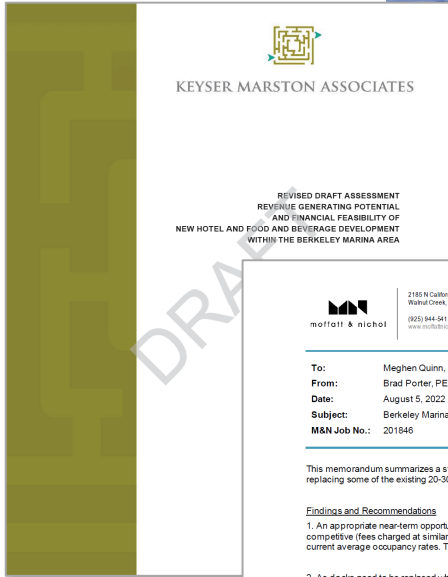 KEYSER MARSTON ASSOCIATES
REVISED DRAFT ASSESSMENT
REVENUE GENERATING POTENTIAL
AND FINANCIAL FEASIBILITY OF
NEW HOTEL AND FOOD AND BEVERAGE DEVELOPMENT
WITHIN THE BERKELEY MARINA AREA
DRAFT
moffatt & nichol
2185 N Califor
Walnut Creek,
(925) 944-541
www.moffattnic
To: Meghen Quinn,
From: Brad Porter, PE
Date: August 5, 2022
Subject: Berkeley Marina
M&N Job No.: 201846
This memorandum summarizes a s
replacing some of the existing 20-30
Findings and Recommendations
1. An appropriate near-term opportu
competitive (fees charged at similar
current average occupancy rates. T